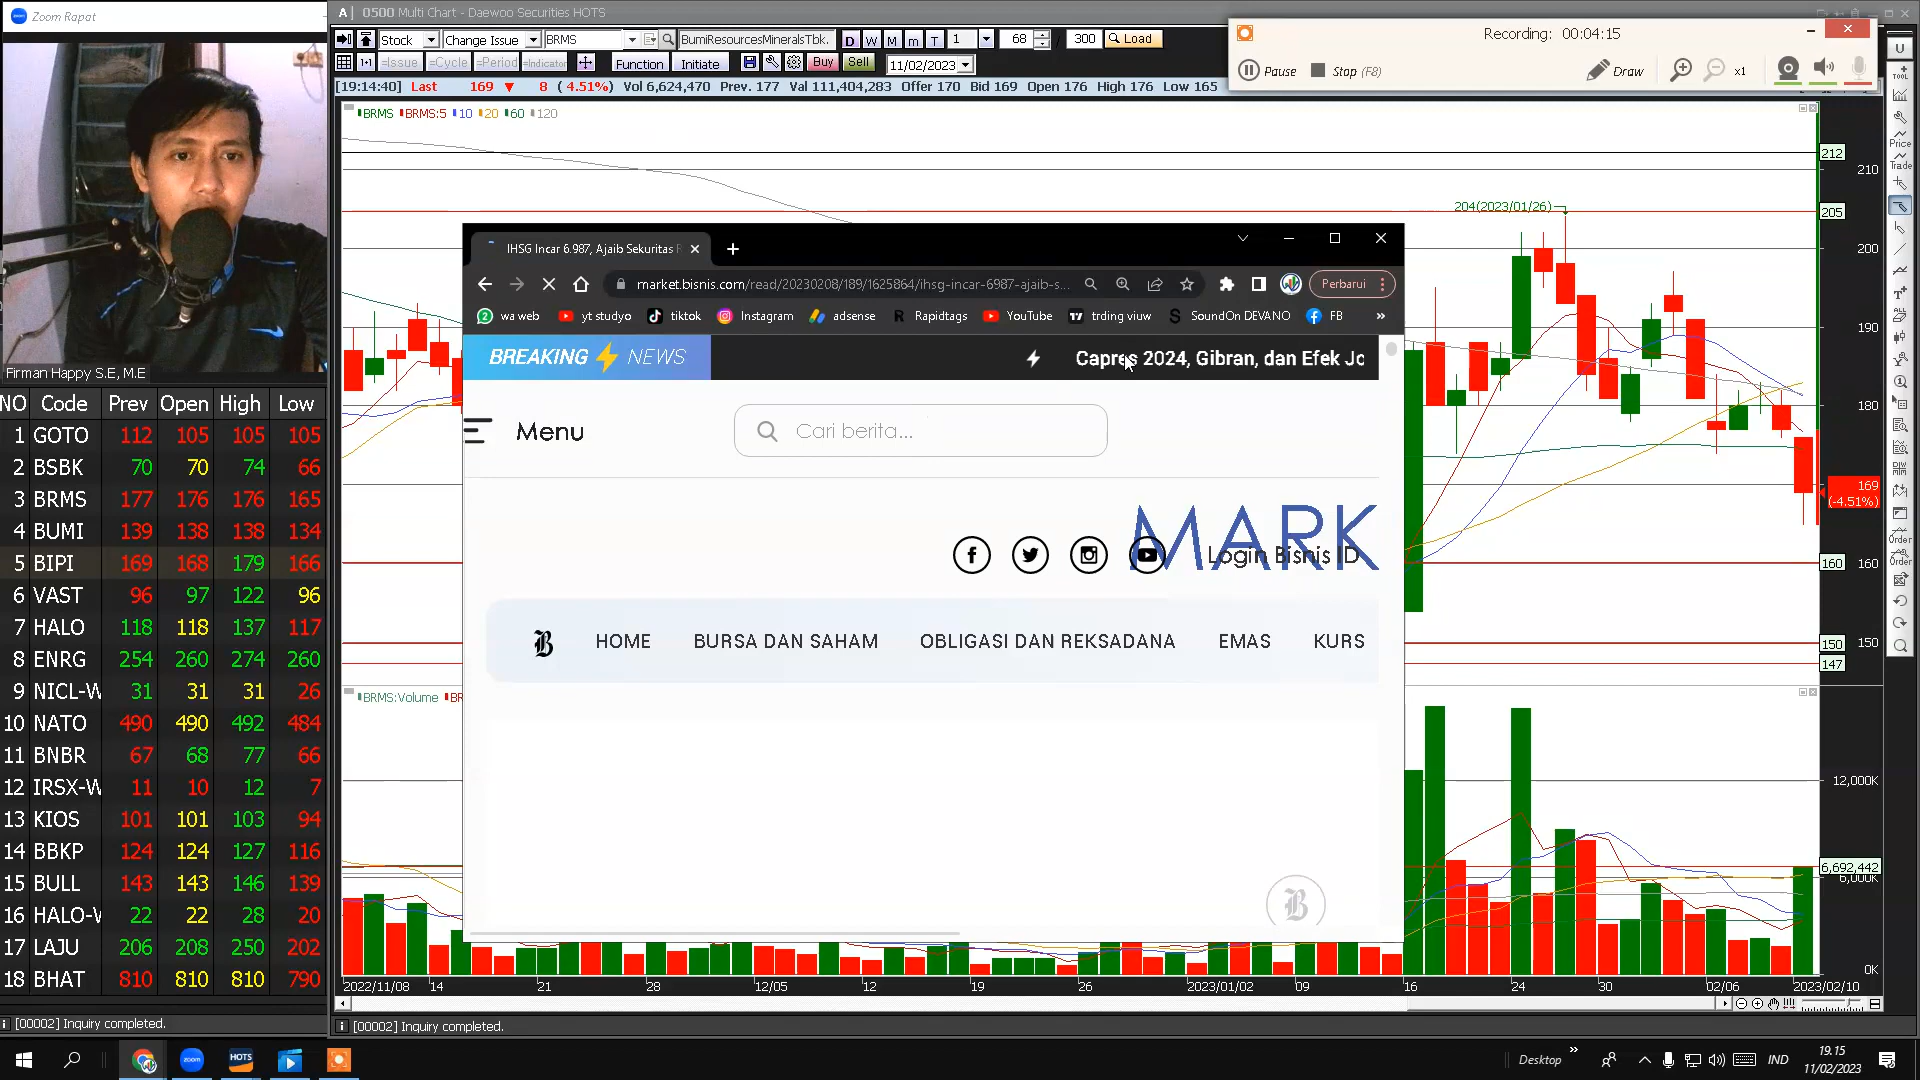 Zoom Rapat
Firman Happy S.E, M.E
NO Code Prev Open High Low
1 GOTO 112 105 105 105
2 BSBK 70 70 74 66
3 BRMS 177 176 176 165
4 BUMI 139 138 138 134
5 BIPI 169 168 179 166
6 VAST 96 97 122 96
7 HALO 118 118 137 117
8 ENRG 254 260 274 260
9 NICL-W 31 31 31 26
10 NATO 490 490 492 484
11 BNBR 67 68 77 66
12 IRSX-W 11 10 12 7
13 KIOS 101 101 103 94
14 BBKP 124 124 127 116
15 BULL 143 143 146 139
16 HALO-V 22 22 28 20
17 LAJU 206 208 250 202
18 BHAT 810 810 810 790
[00002] Inquiry completed.
0500 Multi Chart - Daewoo Securities HOTS
Stock Change Issue BRMS BumiResourcesMineralsTbk. D W M m T 1 68 300 Load
=Issue =Cycle =Period =Indicator Function Initiate Buy Sell 11/02/2023
[19:14:40] Last 169 ▼ 8 ( 4.51%) Vol 6,624,470 Prev. 177 Val 111,404,283 Offer 170 Bid 169 Open 176 High 176 Low 165
Recording: 00:04:15
Pause Stop (F8) Draw x1
BRMS BRMS:5 10 20 60 120
204(2023/01/26)
212
210
205
200
190
180
169
(-4.51%)
160 160
150 150
147
IHSG Incar 6.987, Ajaib Sekuritas
market.bisnis.com/read/20230208/189/1625864/ihsg-incar-6987-ajaib-s...
Perbarui
wa web yt studyo tiktok Instagram adsense Rapidtags YouTube trding viuw SoundOn DEVANO FB »
BREAKING NEWS
Capres 2024, Gibran, dan Efek Jo
Menu
Cari berita...
MARK
Login Bisnis ID
HOME BURSA DAN SAHAM OBLIGASI DAN REKSADANA EMAS KURS
BRMS:Volume
12,000K
6,692,442
0K
2022/11/08 14 21 28 12/05 12 19 26 2023/01/02 09 16 24 30 02/06 2023/02/10
[00002] Inquiry completed.
TOOL
Price
Trade
Order
Order
zoom
HOTS
Desktop
IND
19.15
11/02/2023